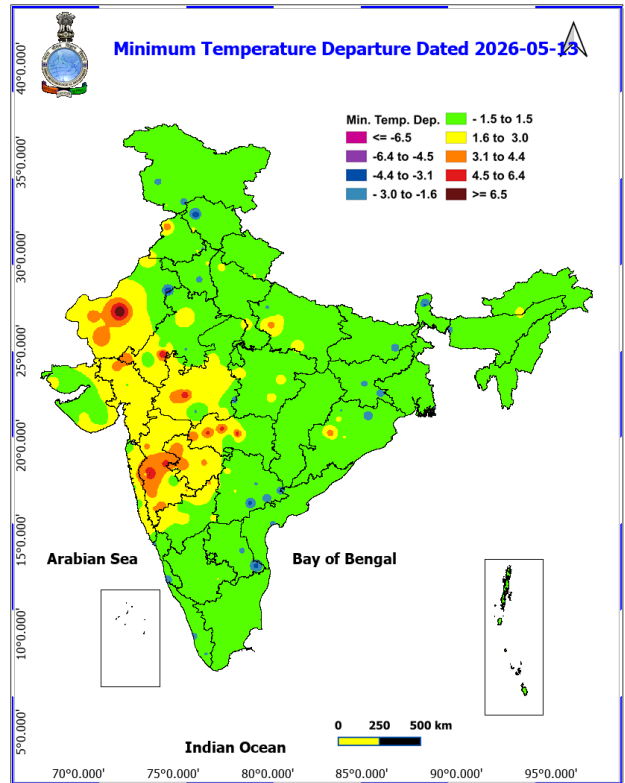 Minimum Temperature Departure Dated 2026-05-13
Min. Temp. Dep.
<= -6.5
-6.4 to -4.5
-4.4 to -3.1
- 3.0 to -1.6
- 1.5 to 1.5
1.6 to 3.0
3.1 to 4.4
4.5 to 6.4
>= 6.5
40°0.000'
35°0.000'
30°0.000'
25°0.000'
20°0.000'
15°0.000'
10°0.000'
5°0.000'
Arabian Sea
Bay of Bengal
Indian Ocean
0 250 500 km
70°0.000' 75°0.000' 80°0.000' 85°0.000' 90°0.000' 95°0.000'